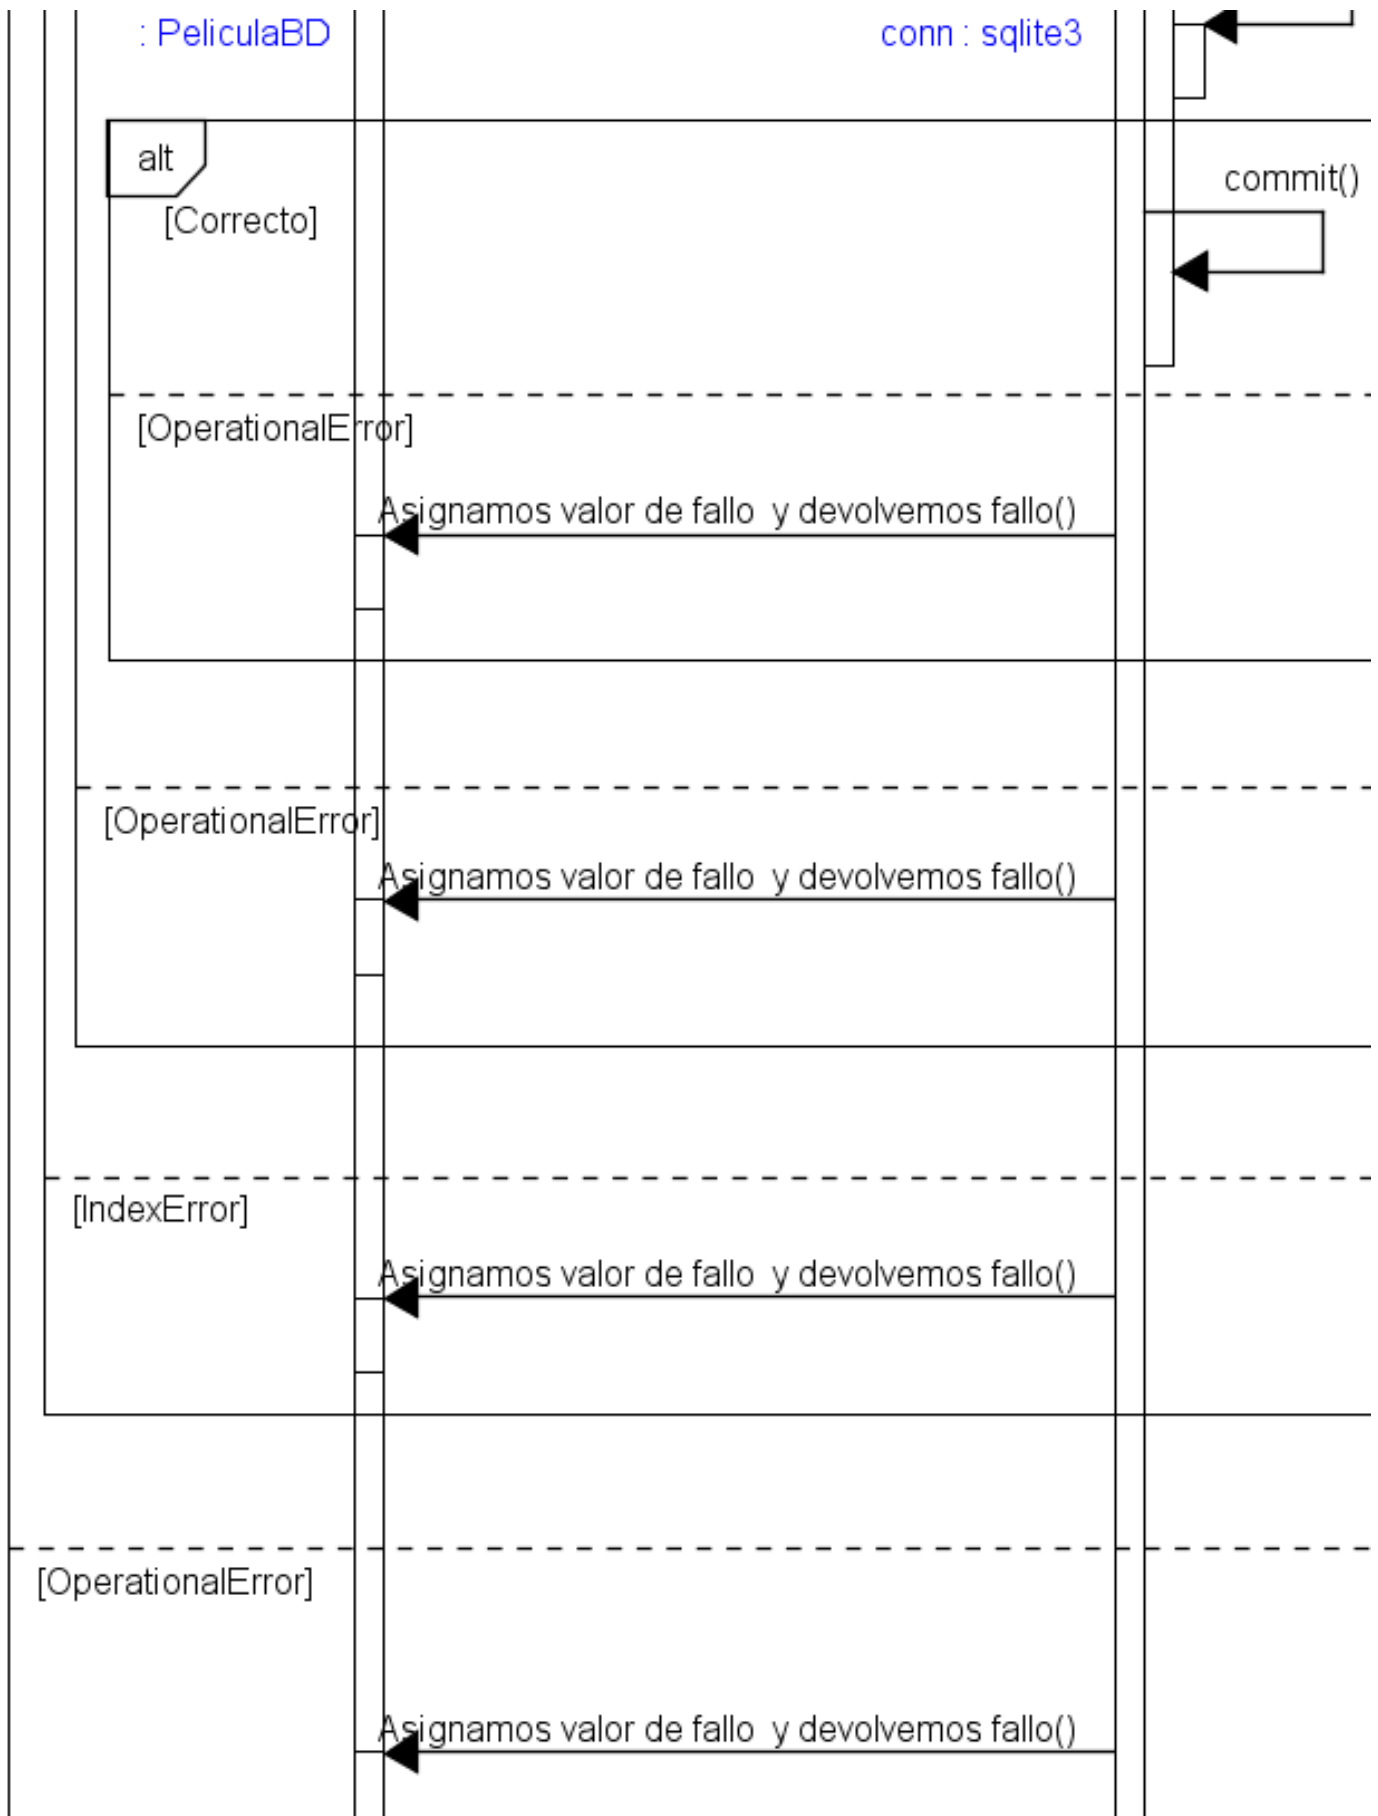 : PeliculaBD
conn : sqlite3
alt
commit()
[Correcto]
[OperationalError]
Asignamos valor de fallo  y devolvemos fallo()
[OperationalError]
Asignamos valor de fallo  y devolvemos fallo()
[IndexError]
Asignamos valor de fallo  y devolvemos fallo()
[OperationalError]
Asignamos valor de fallo  y devolvemos fallo()